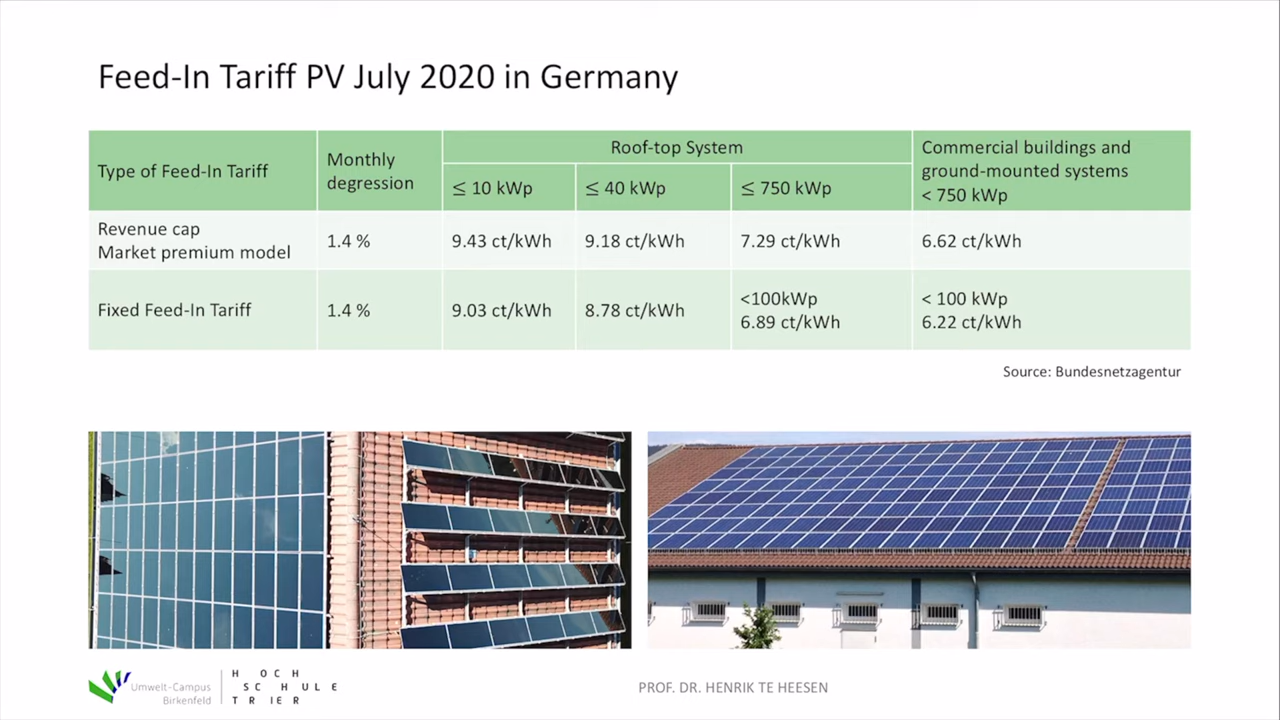 Feed-In Tariff PV July 2020 in Germany
Type of Feed-In Tariff
Monthly
degression
Roof-top System
≤ 10 kWp
≤ 40 kWp
≤ 750 kWp
Commercial buildings and
ground-mounted systems
< 750 kWp
Revenue cap
Market premium model
1.4 %
9.43 ct/kWh
9.18 ct/kWh
7.29 ct/kWh
6.62 ct/kWh
Fixed Feed-In Tariff
1.4 %
9.03 ct/kWh
8.78 ct/kWh
<100kWp
6.89 ct/kWh
< 100 kWp
6.22 ct/kWh
Source: Bundesnetzagentur
Umwelt-Campus
Birkenfeld
HOCH
SCHULE
TRIER
PROF. DR. HENRIK TE HEESEN